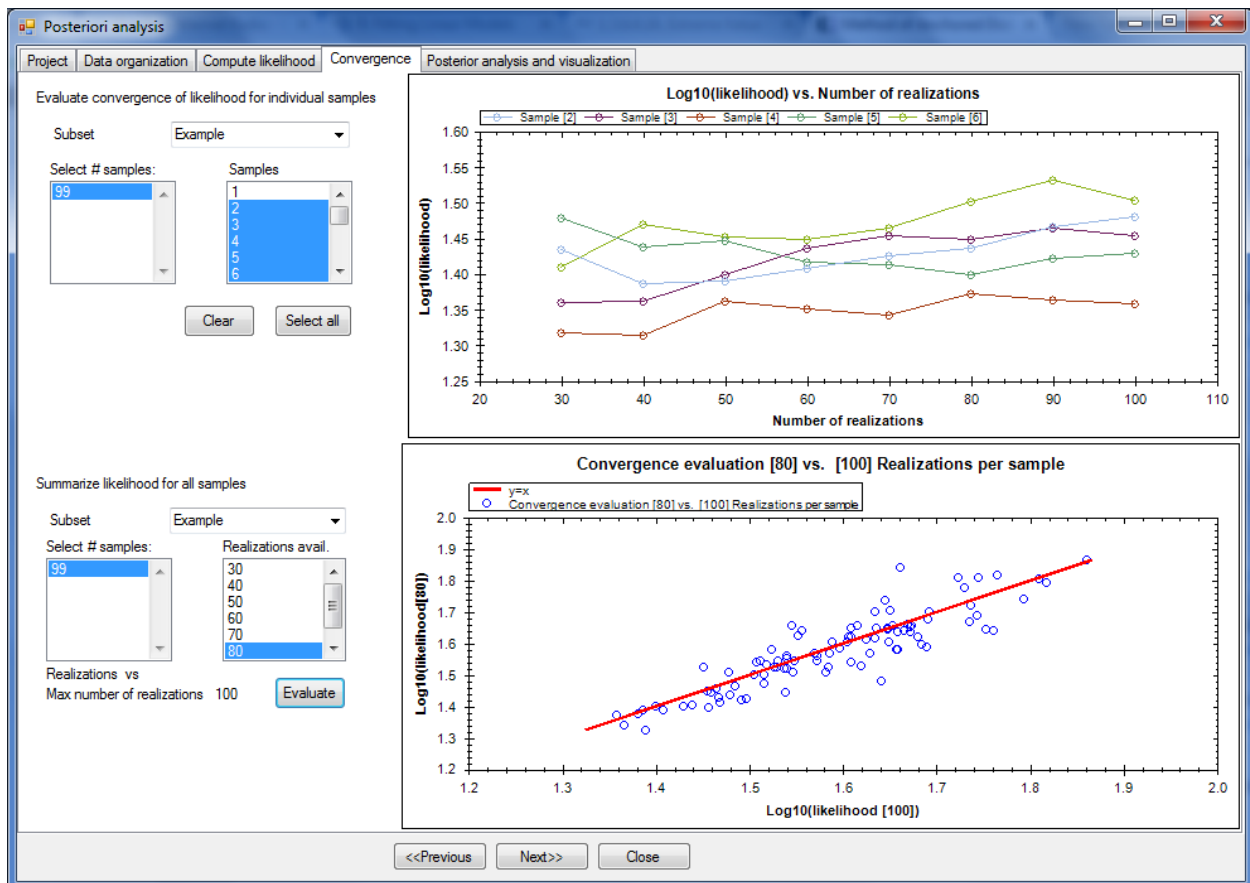 Posteriori analysis
Project
Data organization
Compute likelihood
Convergence
Posterior analysis and visualization
Evaluate convergence of likelihood for individual samples
Subset
Example
Select # samples:
Samples
99
1
2
3
4
5
6
Clear
Select all
Log10(likelihood) vs. Number of realizations
Sample [2]
Sample [3]
Sample [4]
Sample [5]
Sample [6]
Log10(likelihood)
1.60
1.55
1.50
1.45
1.40
1.35
1.30
1.25
20 30 40 50 60 70 80 90 100 110
Number of realizations
Summarize likelihood for all samples
Subset
Example
Select # samples:
Realizations avail.
99
30
40
50
60
70
80
Realizations vs
Max number of realizations 100
Evaluate
Convergence evaluation [80] vs. [100] Realizations per sample
y=x
Convergence evaluation [80] vs. [100] Realizations per sample
Log10(likelihood[80])
2.0
1.9
1.8
1.7
1.6
1.5
1.4
1.3
1.2
1.2 1.3 1.4 1.5 1.6 1.7 1.8 1.9 2.0
Log10(likelihood [100])
<<Previous
Next>>
Close